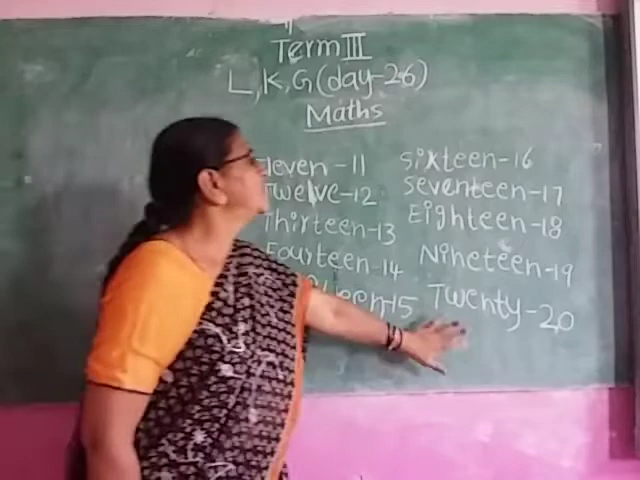 Term III
L,K,G(day-26)
Maths
Eleven-11
Twelve-12
Thirteen-13
Fourteen-14
-15
Sixteen-16
Seventeen-17
Eighteen-18
Nineteen-19
Twenty-20